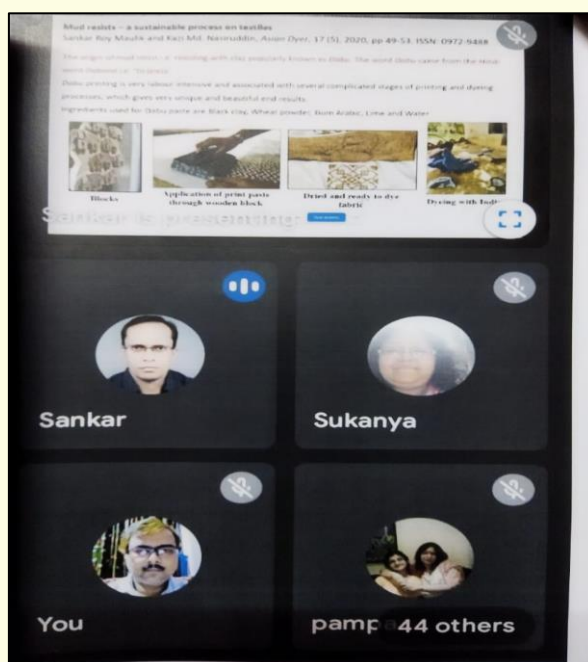 Mud resists – a sustainable process on textiles
Sankar Roy Maulik and Kazi Md. Nasiruddin, Asian Dyer, 17 (5), 2020, pp 49-53. ISSN: 0972-9488
Dabu printing is very labour intensive and associated with several complicated stages of printing and dyeing
processes, which gives very unique and beautiful end results.
Ingredients used for Dabu paste are Black clay, Wheat powder, Gum Arabic, Lime and Water
Blocks
Application of print paste
through wooden block
Dried and ready to dye
fabric
Dyeing with
Sankar is presenting
Sankar
Sukanya
You
44 others